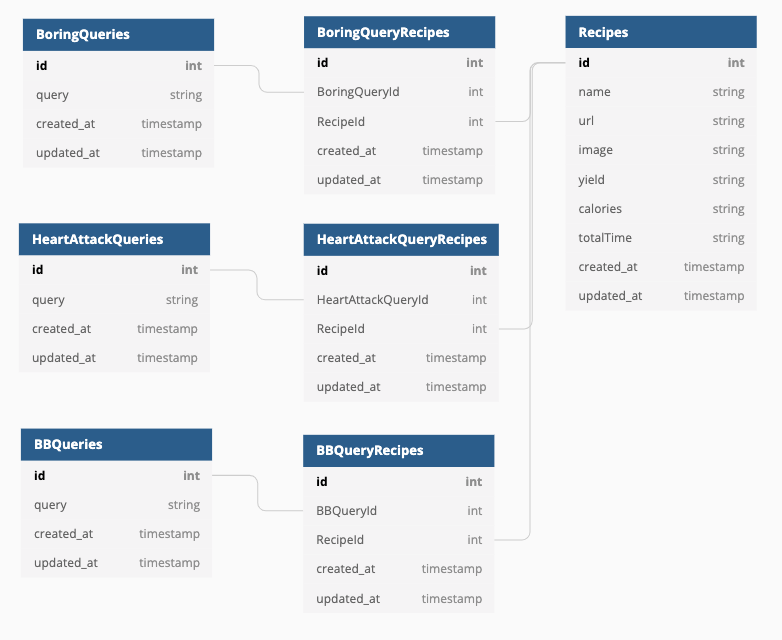 BoringQueries
id int
query string
created_at timestamp
updated_at timestamp
BoringQueryRecipes
id int
BoringQueryId int
RecipeId int
created_at timestamp
updated_at timestamp
Recipes
id int
name string
url string
image string
yield string
calories string
totalTime string
created_at timestamp
updated_at timestamp
HeartAttackQueries
id int
query string
created_at timestamp
updated_at timestamp
HeartAttackQueryRecipes
id int
HeartAttackQueryId int
RecipeId int
created_at timestamp
updated_at timestamp
BBQueries
id int
query string
created_at timestamp
updated_at timestamp
BBQueryRecipes
id int
BBQueryId int
RecipeId int
created_at timestamp
updated_at timestamp